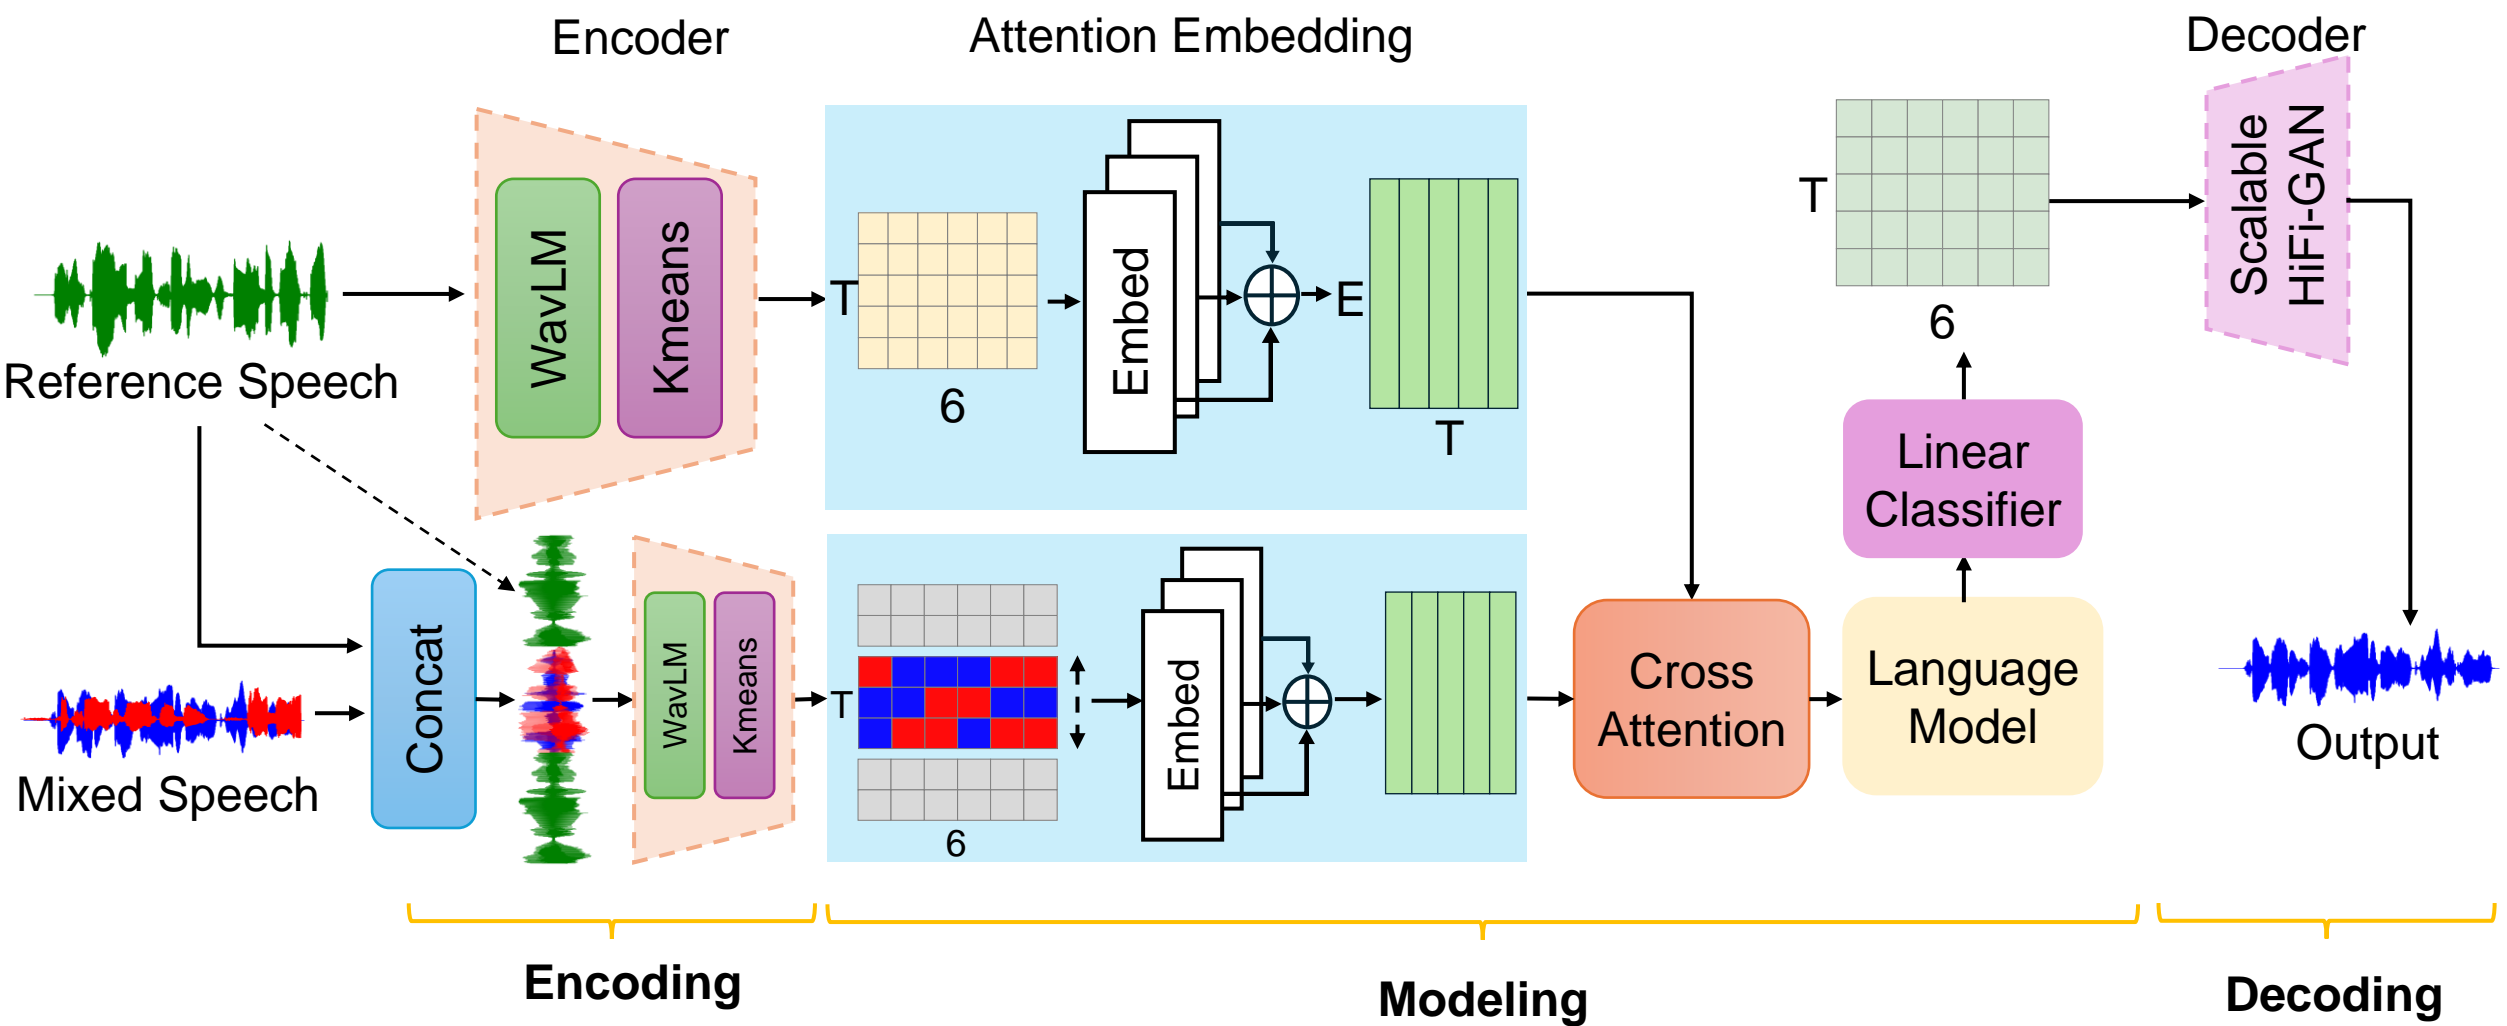 Encoder
Attention Embedding
Decoder
WavLM
Kmeans
T
6
Embed
E
T
T
6
Scalable
HiFi-GAN
Reference Speech
Linear
Classifier
Concat
WavLM
Kmeans
T
6
Embed
Cross
Attention
Language
Model
Mixed Speech
Output
Encoding
Modeling
Decoding